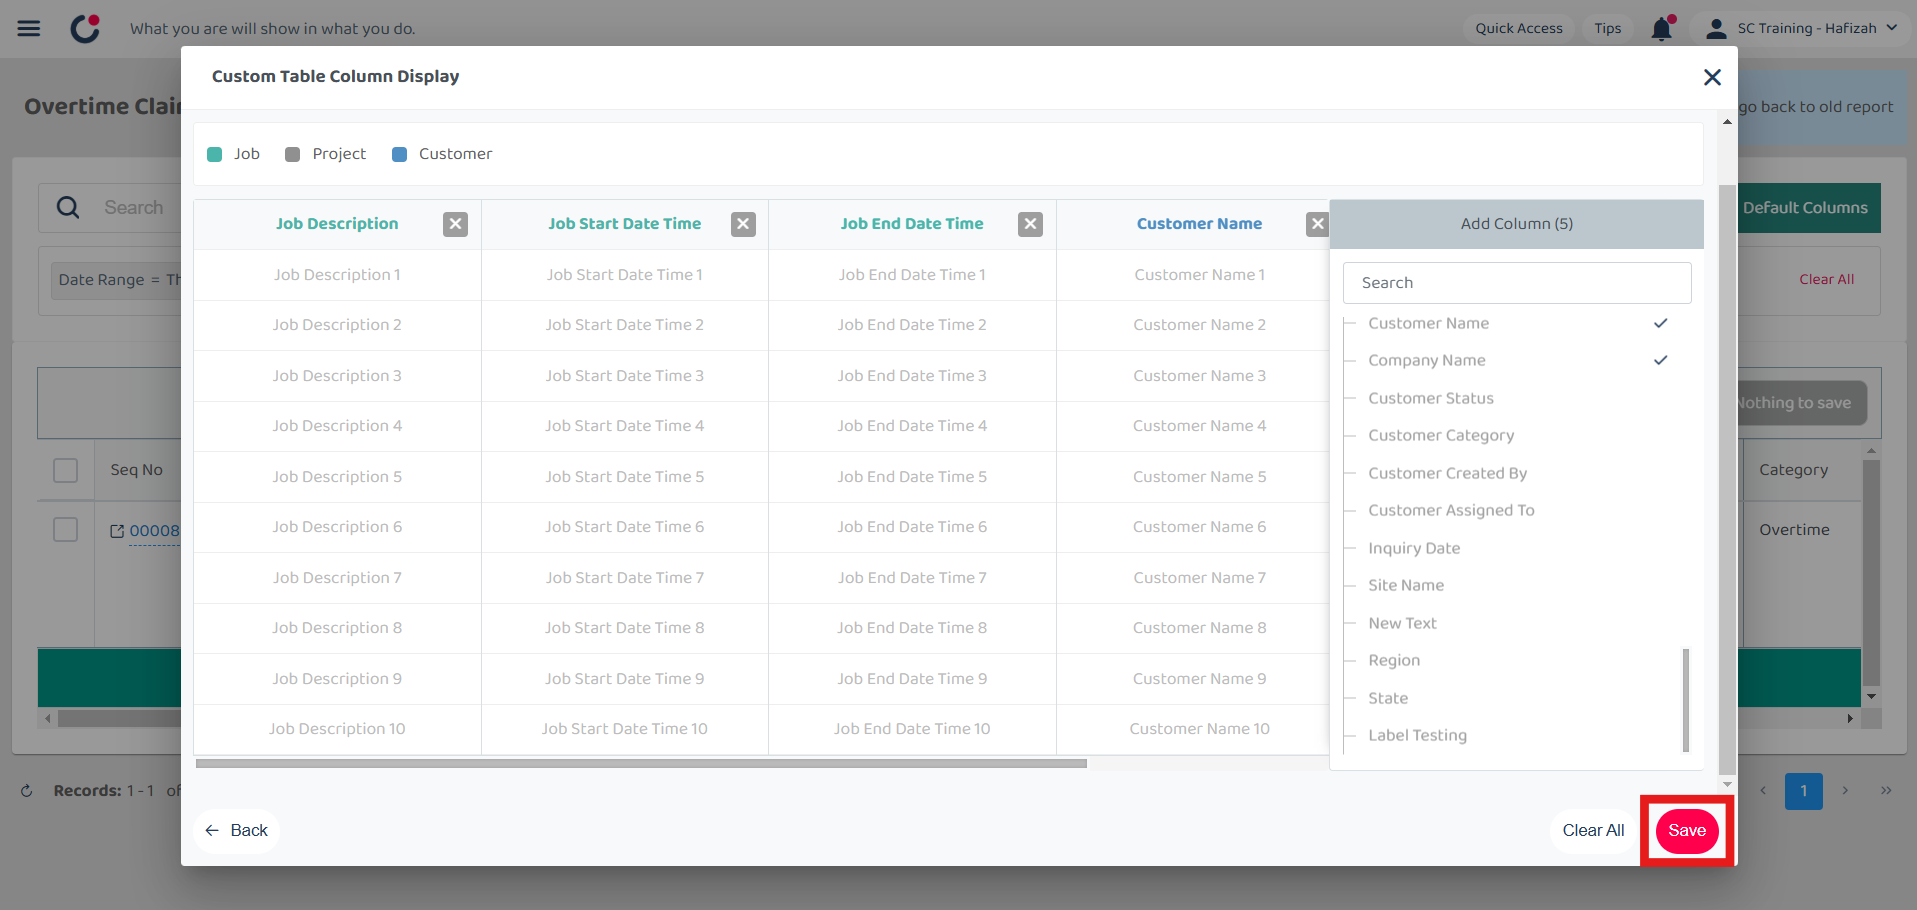 What you are will show in what you do.
Quick Access
Tips
SC Training - Hafizah
Custom Table Column Display
Overtime Clai
go back to old report
Job Project Customer
Search
Default Columns
Job Description Job Start Date Time Job End Date Time Customer Name Add Column (5)
Job Description 1 Job Start Date Time 1 Job End Date Time 1 Customer Name 1
Date Range = Th
Clear All
Search
Job Description 2 Job Start Date Time 2 Job End Date Time 2 Customer Name 2
Customer Name
Job Description 3 Job Start Date Time 3 Job End Date Time 3 Customer Name 3
Company Name
Customer Status
Nothing to save
Job Description 4 Job Start Date Time 4 Job End Date Time 4 Customer Name 4
Customer Category
Seq No
Category
Job Description 5 Job Start Date Time 5 Job End Date Time 5 Customer Name 5
Customer Created By
Customer Assigned To
Job Description 6 Job Start Date Time 6 Job End Date Time 6 Customer Name 6
00008
Overtime
Inquiry Date
Job Description 7 Job Start Date Time 7 Job End Date Time 7 Customer Name 7
Site Name
Job Description 8 Job Start Date Time 8 Job End Date Time 8 Customer Name 8
New Text
Region
Job Description 9 Job Start Date Time 9 Job End Date Time 9 Customer Name 9
State
Job Description 10 Job Start Date Time 10 Job End Date Time 10 Customer Name 10
Label Testing
Records: 1 - 1 of
1
Back
Clear All
Save